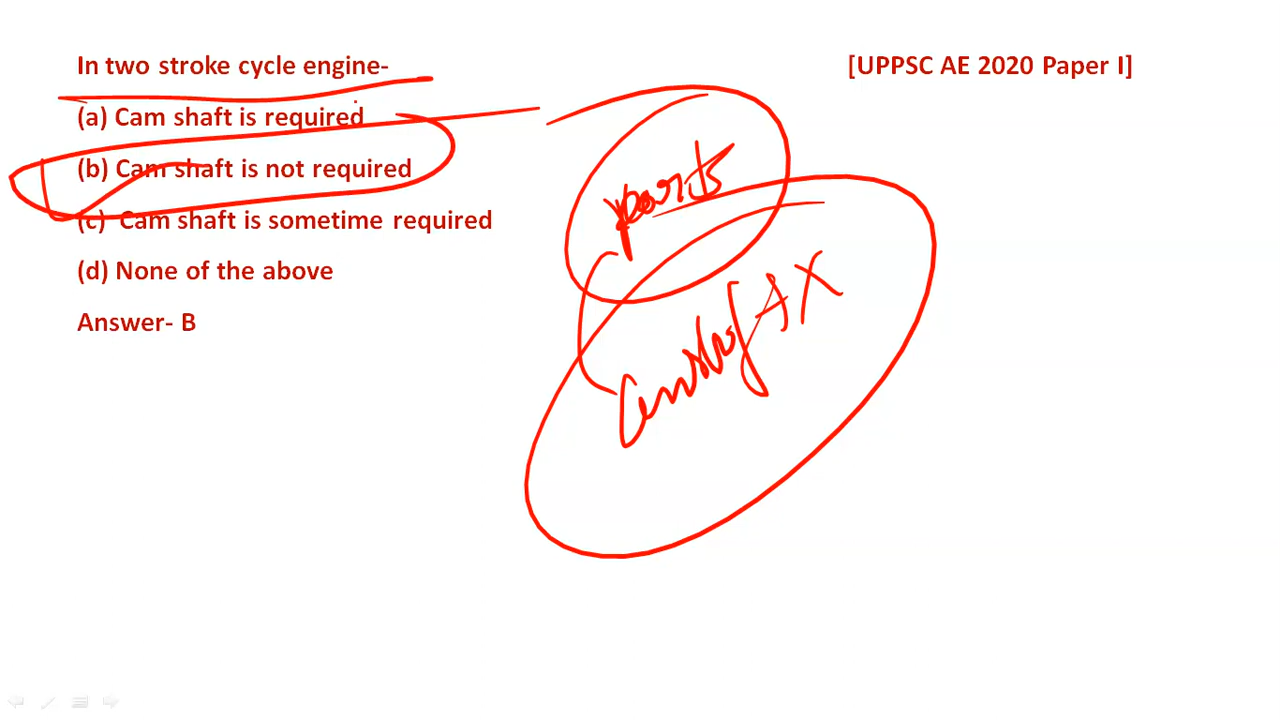 In two stroke cycle engine-
[UPPSC AE 2020 Paper I]
(a) Cam shaft is required
(b) Cam shaft is not required
(c) Cam shaft is sometime required
(d) None of the above
Answer- B
ports